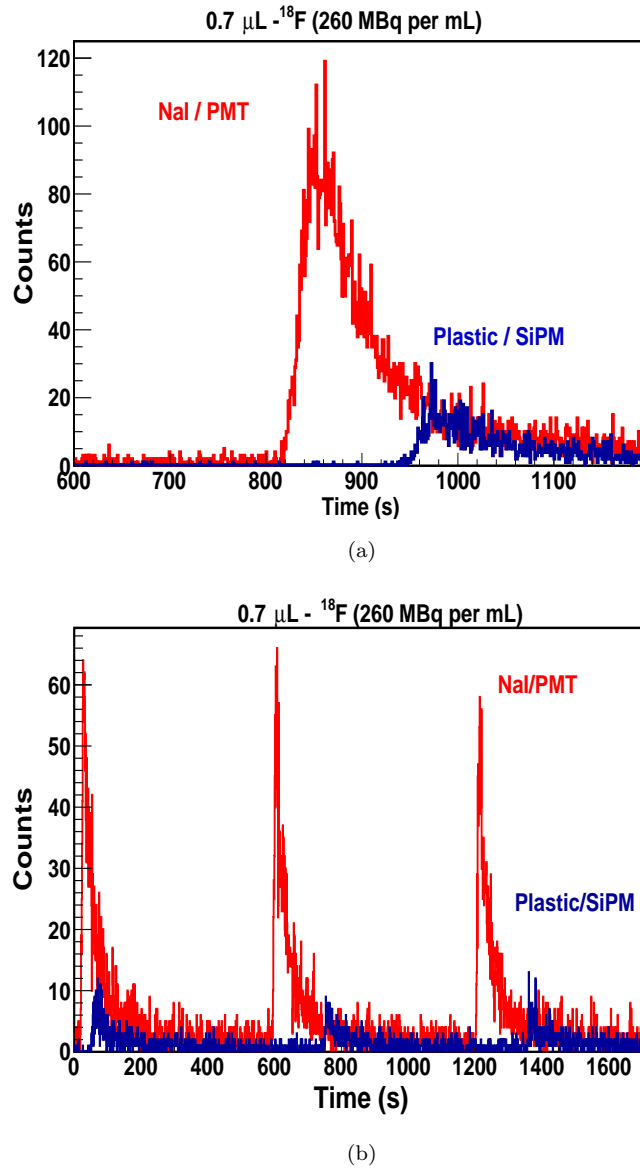 0.7 μL -¹⁸F (260 MBq per mL)
120
NaI / PMT
100
80
60
Counts
Plastic / SiPM
40
20
0
600 700 800 900 1000 1100
Time (s)
(a)
0.7 μL - ¹⁸F (260 MBq per mL)
NaI/PMT
60
50
40
30
Counts
Plastic/SiPM
20
10
0
0 200 400 600 800 1000 1200 1400 1600
Time (s)
(b)